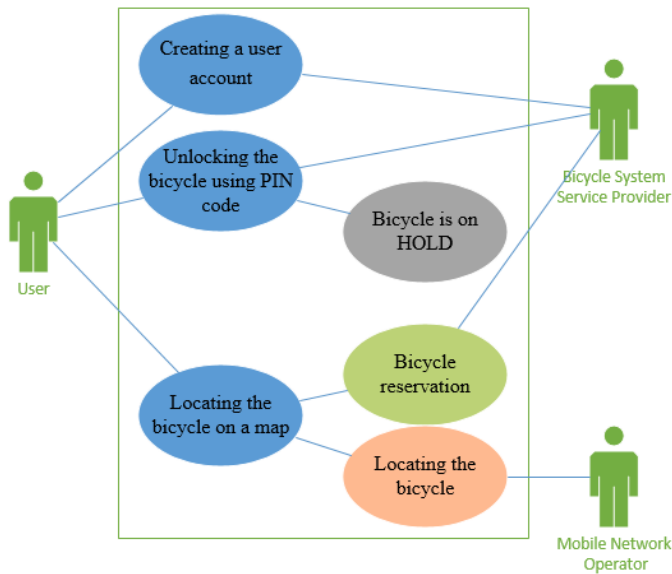 Creating a user
account
Unlocking the
bicycle using PIN
code
Bicycle System
Service Provider
Bicycle is on
HOLD
User
Bicycle
reservation
Locating the
bicycle on a map
Locating the
bicycle
Mobile Network
Operator